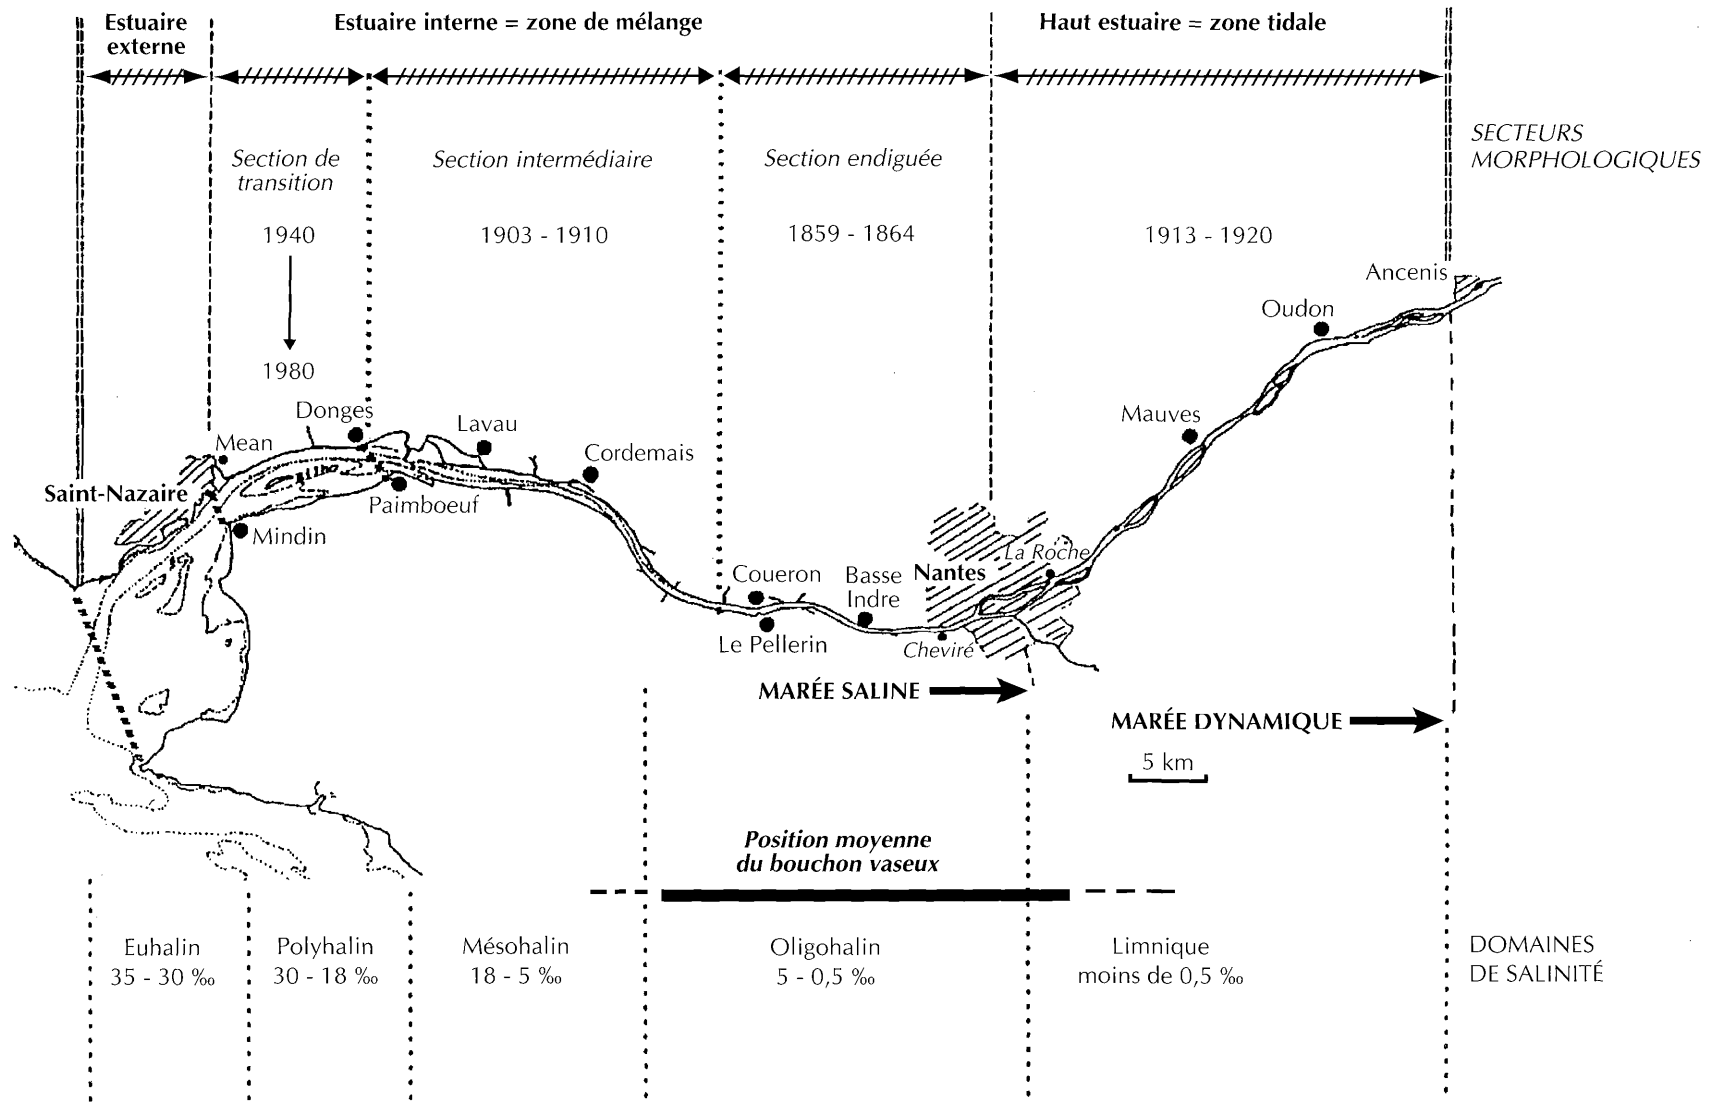 Estuaire
externe
Estuaire interne = zone de mélange
Haut estuaire = zone tidale
SECTEURS
MORPHOLOGIQUES
Section de
transition
Section intermédiaire
Section endiguée
1940
1903 - 1910
1859 - 1864
1913 - 1920
1980
Ancenis
Oudon
Mauves
Donges
Lavau
Mean
Cordemais
Saint-Nazaire
Paimboeuf
Mindin
La Roche
Nantes
Coueron
Basse
Indre
Le Pellerin
Cheviré
MARÉE SALINE
MARÉE DYNAMIQUE
5 km
Position moyenne
du bouchon vaseux
Euhalin
35 - 30 ‰
Polyhalin
30 - 18 ‰
Mésohalin
18 - 5 ‰
Oligohalin
5 - 0,5 ‰
Limnique
moins de 0,5 ‰
DOMAINES
DE SALINITÉ